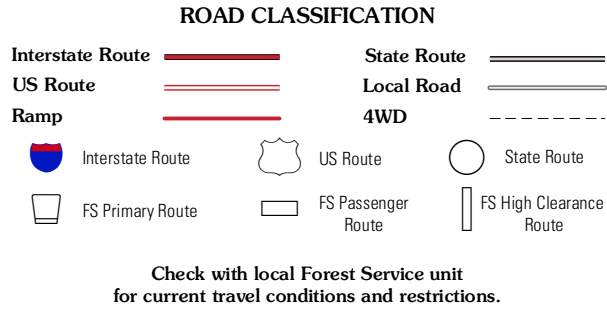 ROAD CLASSIFICATION
Interstate Route
State Route
US Route
Local Road
Ramp
4WD
Interstate Route
US Route
State Route
FS Primary Route
FS Passenger
Route
FS High Clearance
Route
Check with local Forest Service unit
for current travel conditions and restrictions.